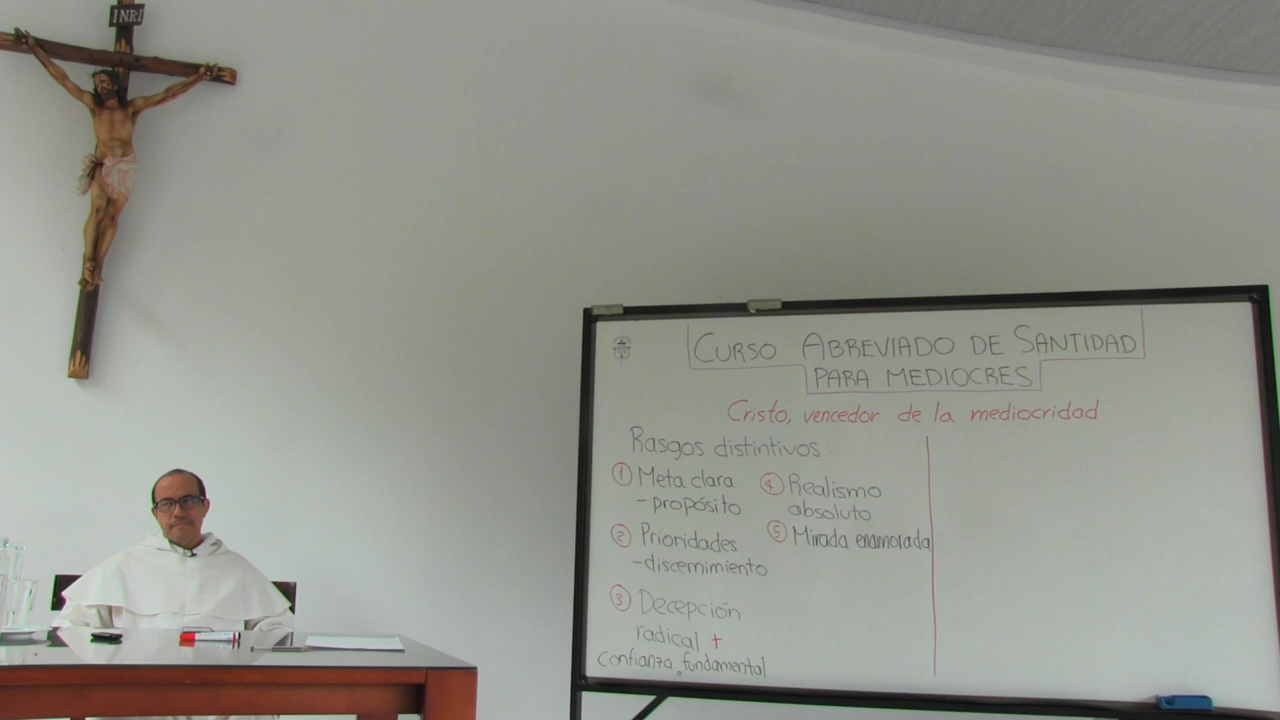 INRI
CURSO ABREVIADO DE SANTIDAD
PARA MEDIOCRES
Cristo, vencedor de la mediocridad
Rasgos distintivos:
1 Meta clara
- propósito
2 Prioridades
- discernimiento
3 Decepción
radical +
confianza fundamental
4 Realismo
absoluto
5 Mirada enamorada